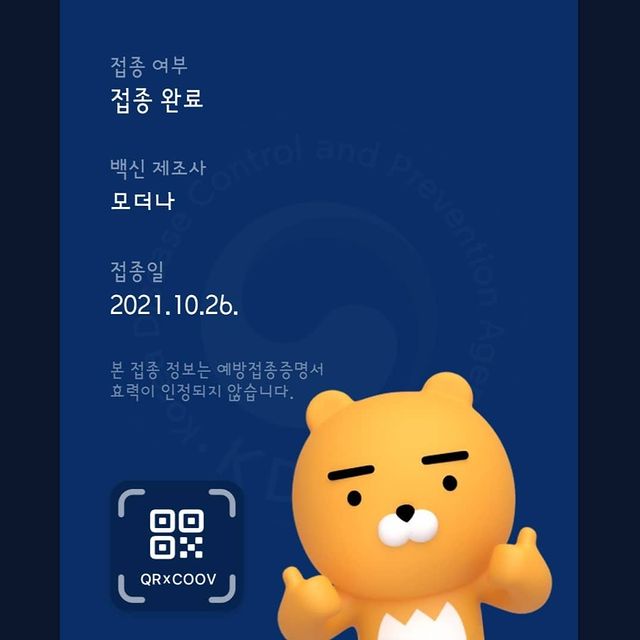 접종 여부
접종 완료
백신 제조사
모더나
접종일
2021.10.26.
본 접종 정보는 예방접종증명서
효력이 인정되지 않습니다.
Korea Disease Control and Prevention Agency
KD
QRxCOOV